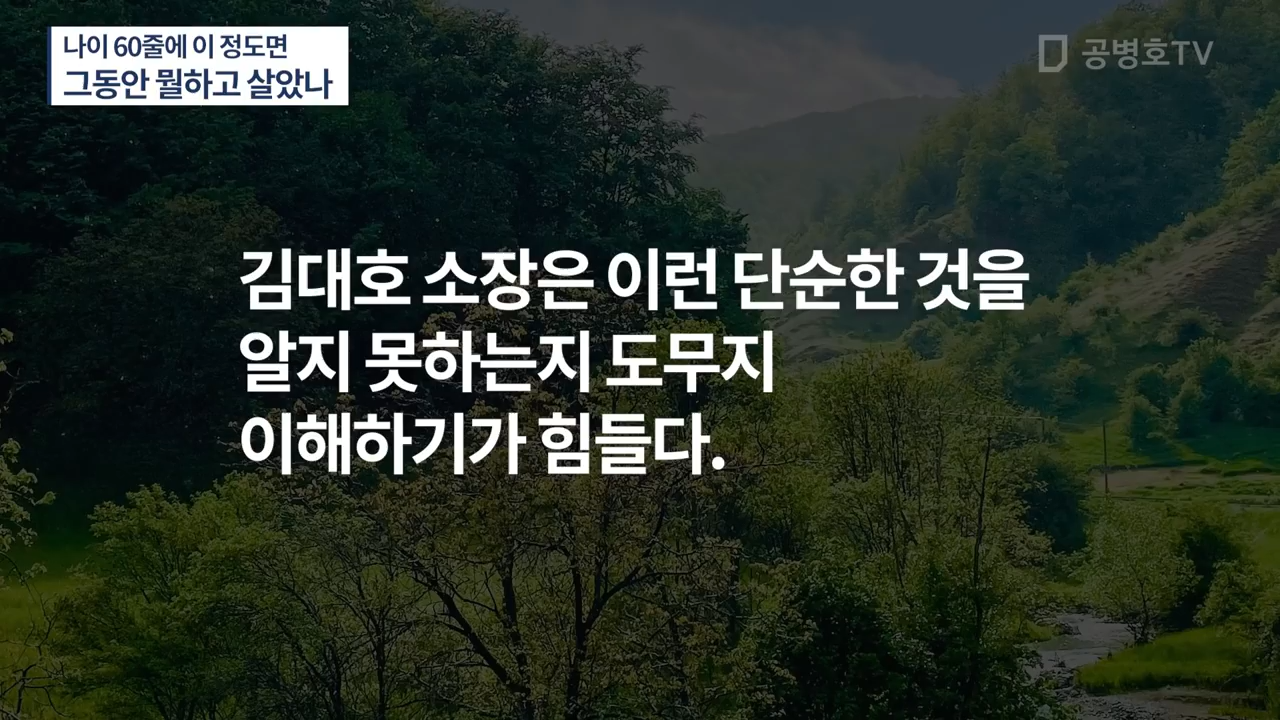 나이 60줄에 이 정도면
그동안 뭘하고 살았나
공병호TV
김대호 소장은 이런 단순한 것을
알지 못하는지 도무지
이해하기가 힘들다.